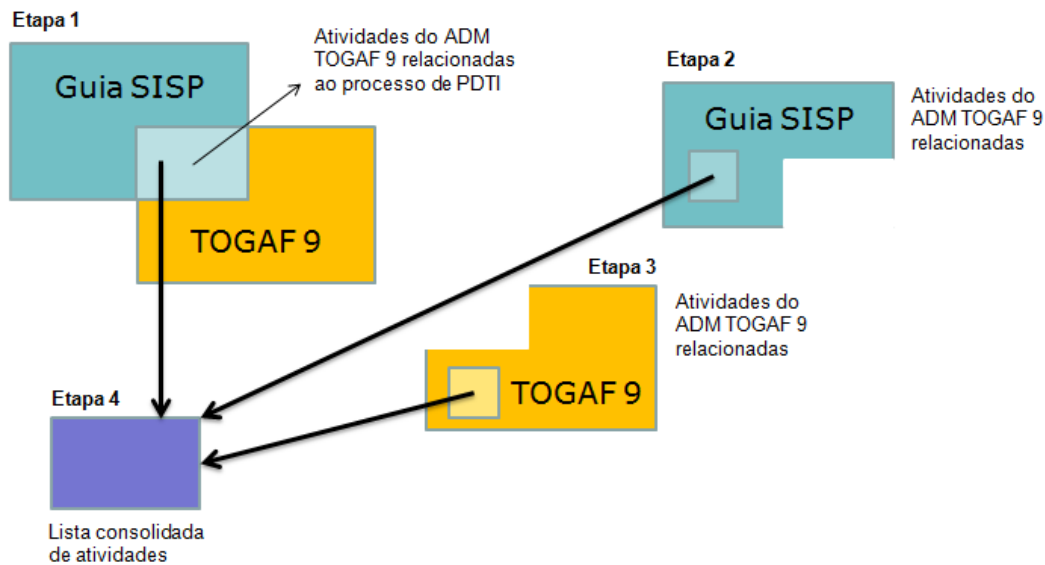 Etapa 1
Guia SISP
Atividades do ADM
TOGAF 9 relacionadas
ao processo de PDTI
TOGAF 9
Etapa 2
Guia SISP
Atividades do
ADM TOGAF 9
relacionadas
Etapa 3
TOGAF 9
Atividades do
ADM TOGAF 9
relacionadas
Etapa 4
Lista consolidada
de atividades